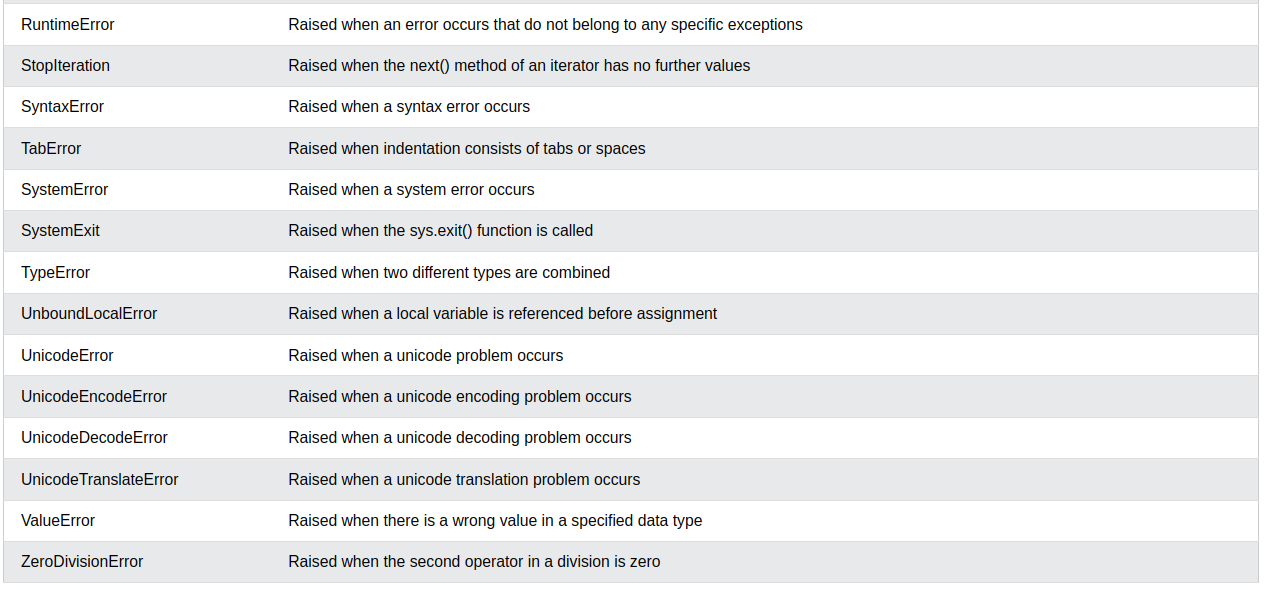 RuntimeError Raised when an error occurs that do not belong to any specific exceptions
StopIteration Raised when the next() method of an iterator has no further values
SyntaxError Raised when a syntax error occurs
TabError Raised when indentation consists of tabs or spaces
SystemError Raised when a system error occurs
SystemExit Raised when the sys.exit() function is called
TypeError Raised when two different types are combined
UnboundLocalError Raised when a local variable is referenced before assignment
UnicodeError Raised when a unicode problem occurs
UnicodeEncodeError Raised when a unicode encoding problem occurs
UnicodeDecodeError Raised when a unicode decoding problem occurs
UnicodeTranslateError Raised when a unicode translation problem occurs
ValueError Raised when there is a wrong value in a specified data type
ZeroDivisionError Raised when the second operator in a division is zero